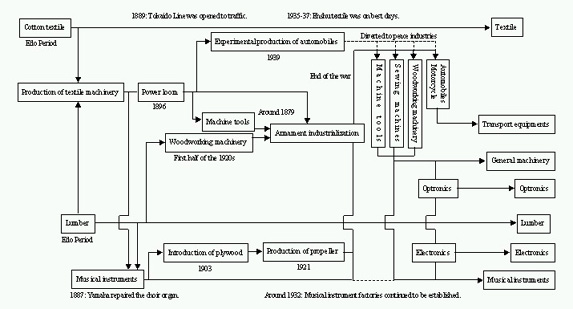 1889: Tokaido Line was opened to traffic.
1935-37: Enshu textile was on best days.
Cotton textile
Textile
Edo Period
Experimental production of automobiles
1939
Diverted to peace industries
End of the war
Production of textile machinery
Power loom
1896
Machine tools
Sewing machines
Woodworking machinery
Automobiles
Motorcycle
Machine tools
Around 1879
Armament industrialization
Woodworking machinery
First half of the 1920s
Transport equipments
General machinery
Optronics
Optronics
Lumber
Edo Period
Lumber
Introduction of plywood
1903
Production of propeller
1921
Electronics
Electronics
Musical instruments
Musical instruments
1887: Yamaha repaired the choir organ.
Around 1932: Musical instrument factories continued to be established.